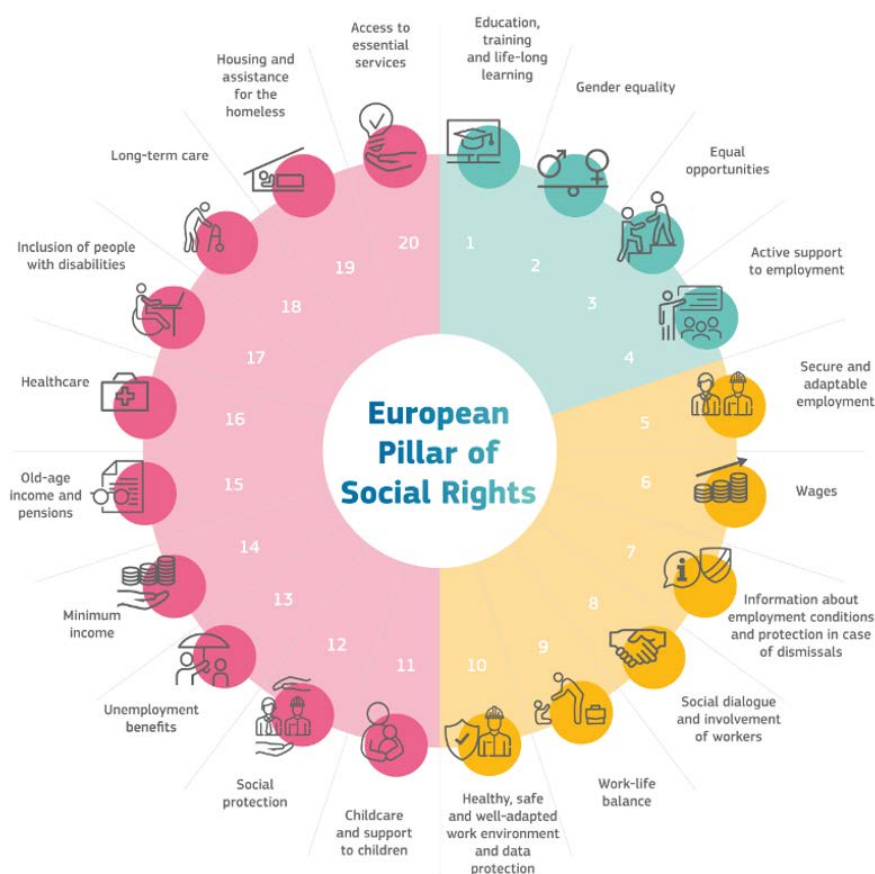 European
Pillar of
Social Rights
Education,
training
and life-long
learning
1
Gender equality
2
Equal
opportunities
3
Active support
to employment
4
Secure and
adaptable
employment
5
Wages
6
Information about
employment conditions
and protection in case
of dismissals
7
Social dialogue
and involvement
of workers
8
Work-life
balance
9
Healthy, safe
and well-adapted
work environment
and data
protection
10
Childcare
and support
to children
11
Social
protection
12
Unemployment
benefits
13
Minimum
income
14
Old-age
income and
pensions
15
Healthcare
16
Inclusion of people
with disabilities
17
Long-term care
18
Housing and
assistance
for the
homeless
19
Access to
essential
services
20